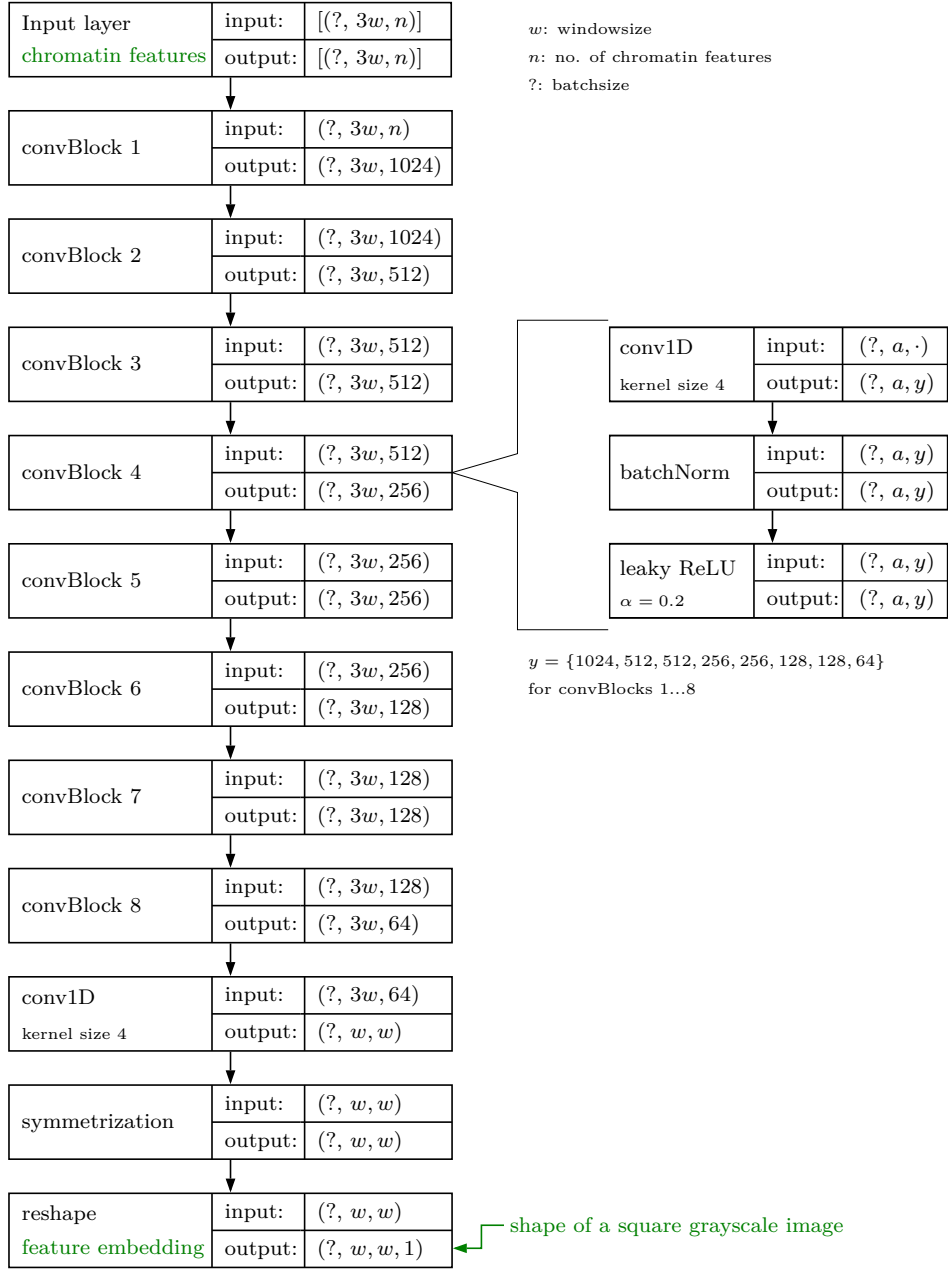 Input layer
chromatin features
input: [(?, 3w, n)]
output: [(?, 3w, n)]
w: windowsize
n: no. of chromatin features
?: batchsize
convBlock 1
input: (?, 3w, n)
output: (?, 3w, 1024)
convBlock 2
input: (?, 3w, 1024)
output: (?, 3w, 512)
convBlock 3
input: (?, 3w, 512)
output: (?, 3w, 512)
convBlock 4
input: (?, 3w, 512)
output: (?, 3w, 256)
convBlock 5
input: (?, 3w, 256)
output: (?, 3w, 256)
convBlock 6
input: (?, 3w, 256)
output: (?, 3w, 128)
convBlock 7
input: (?, 3w, 128)
output: (?, 3w, 128)
convBlock 8
input: (?, 3w, 128)
output: (?, 3w, 64)
conv1D
kernel size 4
input: (?, 3w, 64)
output: (?, w, w)
symmetrization
input: (?, w, w)
output: (?, w, w)
reshape
feature embedding
input: (?, w, w)
output: (?, w, w, 1)
shape of a square grayscale image
conv1D
kernel size 4
input: (?, a, ·)
output: (?, a, y)
batchNorm
input: (?, a, y)
output: (?, a, y)
leaky ReLU
α = 0.2
input: (?, a, y)
output: (?, a, y)
y = {1024, 512, 512, 256, 256, 128, 128, 64}
for convBlocks 1...8